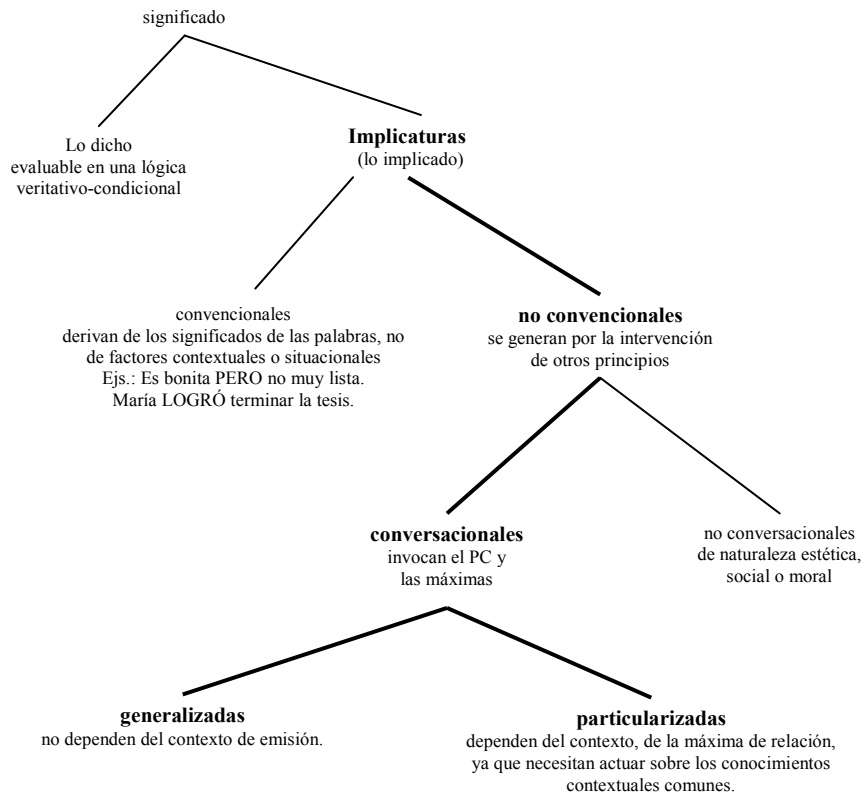 significado
Lo dicho
evaluable en una lógica
veritativo-condicional
Implicaturas
(lo implicado)
convencionales
derivan de los significados de las palabras, no
de factores contextuales o situacionales
Ejs.: Es bonita PERO no muy lista.
María LOGRÓ terminar la tesis.
no convencionales
se generan por la intervención
de otros principios
conversacionales
invocan el PC y
las máximas
no conversacionales
de naturaleza estética,
social o moral
generalizadas
no dependen del contexto de emisión.
particularizadas
dependen del contexto, de la máxima de relación,
ya que necesitan actuar sobre los conocimientos
contextuales comunes.